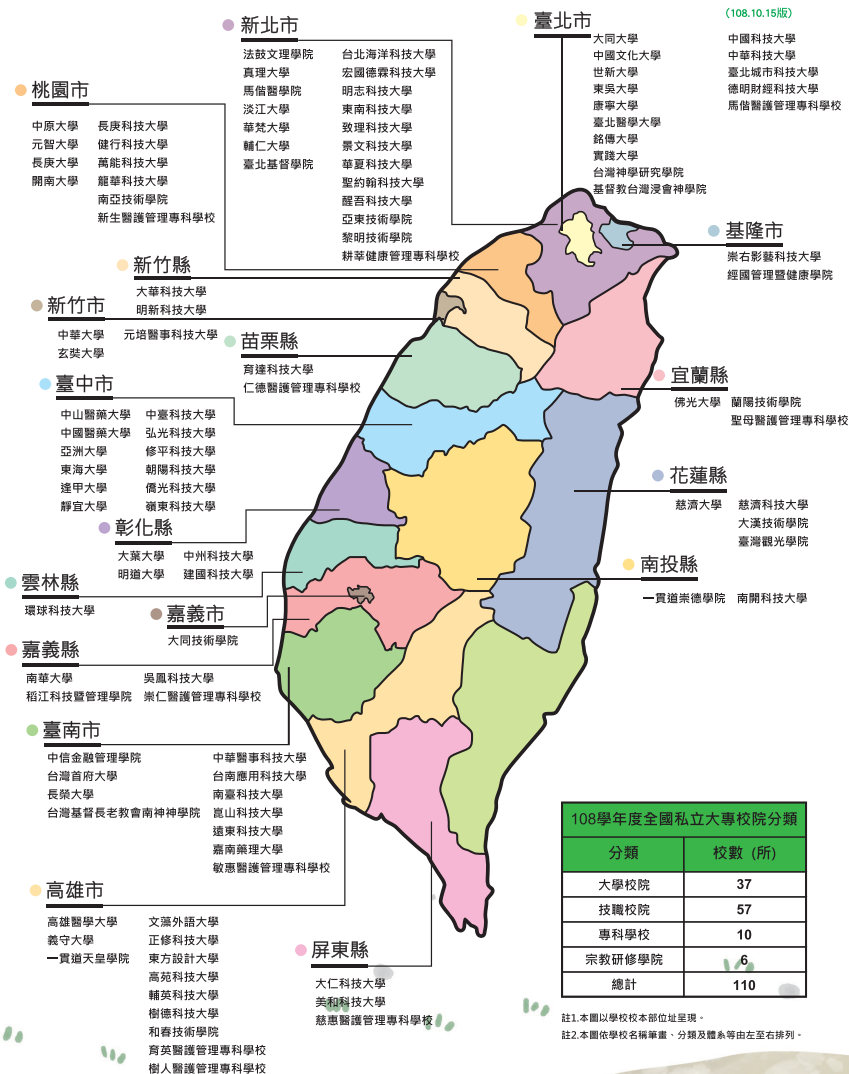 (108.10.15版)
新北市
法鼓文理學院 台北海洋科技大學
真理大學 宏國德霖科技大學
馬偕醫學院 明志科技大學
淡江大學 東南科技大學
華梵大學 致理科技大學
輔仁大學 景文科技大學
臺北基督學院 華夏科技大學
聖約翰科技大學
醒吾科技大學
亞東技術學院
黎明技術學院
耕莘健康管理專科學校
臺北市
大同大學 中國科技大學
中國文化大學 中華科技大學
世新大學 臺北城市科技大學
東吳大學 德明財經科技大學
康寧大學 馬偕醫護管理專科學校
臺北醫學大學
銘傳大學
實踐大學
台灣神學研究學院
基督教台灣浸會神學院
桃園市
中原大學 長庚科技大學
元智大學 健行科技大學
長庚大學 萬能科技大學
開南大學 龍華科技大學
南亞技術學院
新生醫護管理專科學校
基隆市
崇右影藝科技大學
經國管理暨健康學院
新竹縣
大華科技大學
明新科技大學
新竹市
中華大學 元培醫事科技大學
玄奘大學
苗栗縣
育達科技大學
仁德醫護管理專科學校
臺中市
中山醫藥大學 中臺科技大學
中國醫藥大學 弘光科技大學
亞洲大學 修平科技大學
東海大學 朝陽科技大學
逢甲大學 僑光科技大學
靜宜大學 嶺東科技大學
宜蘭縣
佛光大學 蘭陽技術學院
聖母醫護管理專科學校
花蓮縣
慈濟大學 慈濟科技大學
大漢技術學院
臺灣觀光學院
彰化縣
大葉大學 中州科技大學
明道大學 建國科技大學
南投縣
一貫道崇德學院 南開科技大學
雲林縣
環球科技大學
嘉義市
大同技術學院
嘉義縣
南華大學 吳鳳科技大學
稻江科技暨管理學院 崇仁醫護管理專科學校
臺南市
中信金融管理學院 中華醫事科技大學
台灣首府大學 台南應用科技大學
長榮大學 南臺科技大學
台灣基督長老教會南神神學院 崑山科技大學
遠東科技大學
嘉南藥理大學
敏惠醫護管理專科學校
高雄市
高雄醫學大學 文藻外語大學
義守大學 正修科技大學
一貫道天皇學院 東方設計大學
高苑科技大學
輔英科技大學
樹德科技大學
和春技術學院
育英醫護管理專科學校
樹人醫護管理專科學校
屏東縣
大仁科技大學
美和科技大學
慈惠醫護管理專科學校
108學年度全國私立大專校院分類
分類 校數 (所)
大學校院 37
技職校院 57
專科學校 10
宗教研修學院 6
總計 110
註1.本圖以學校校本部位址呈現。
註2.本圖依學校名稱筆畫、分類及體系等由左至右排列。